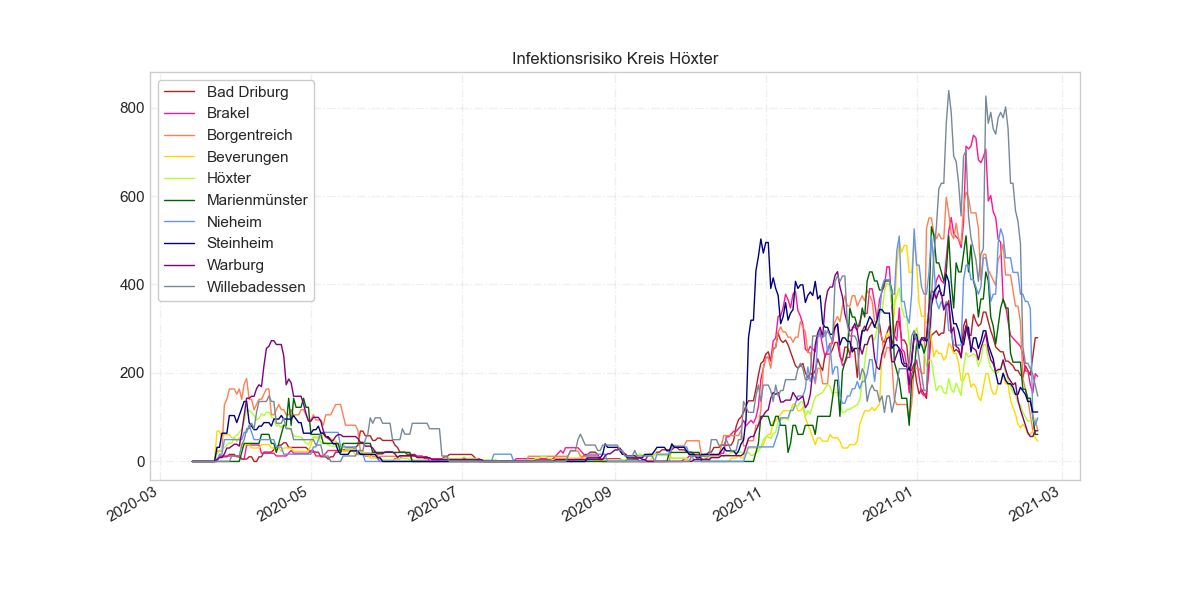 Infektionsrisiko Kreis Höxter
Bad Driburg
Brakel
Borgentreich
Beverungen
Höxter
Marienmünster
Nieheim
Steinheim
Warburg
Willebadessen
800
600
400
200
0
2020-03
2020-05
2020-07
2020-09
2020-11
2021-01
2021-03